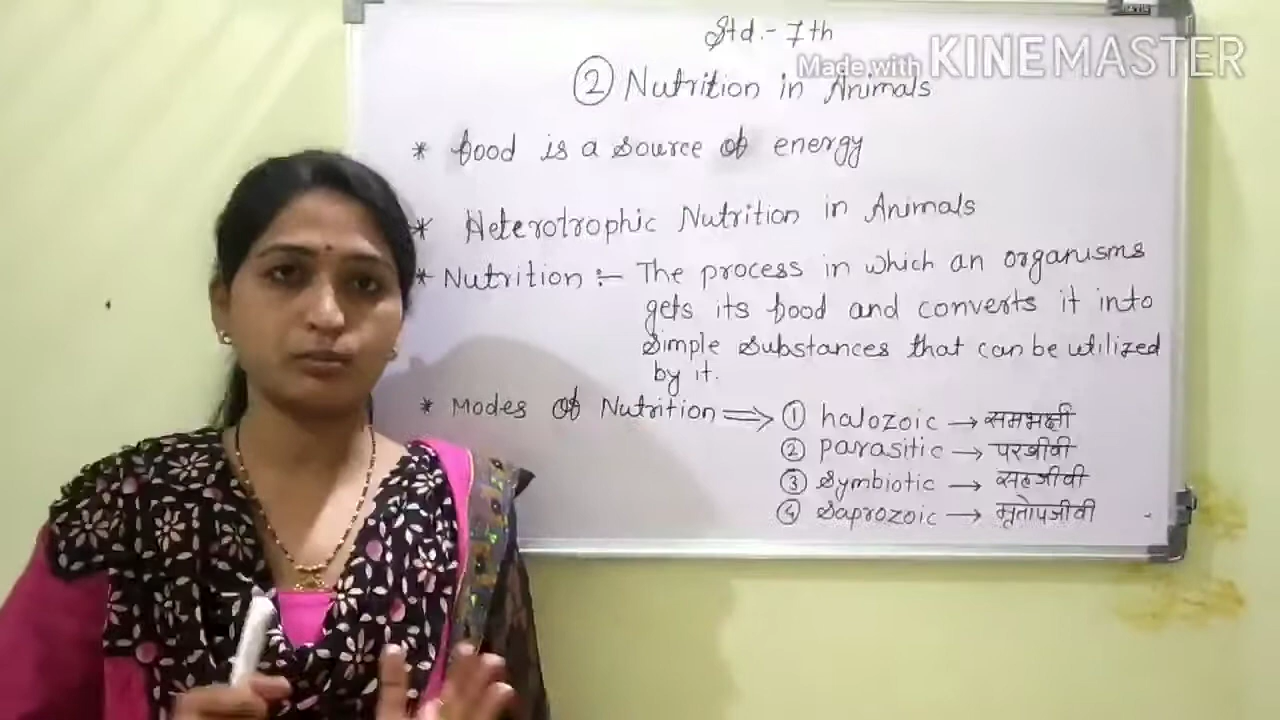 Std.- 7th
Made with KINEMASTER
② Nutrition in Animals
* food is a source of energy
* Heterotrophic Nutrition in Animals
* Nutrition :- The process in which an organisms
gets its food and converts it into
simple substances that can be utilized
by it.
* Modes of Nutrition ⇒ ① halozoic → समभक्षी
② parasitic → परजीवी
③ Symbiotic → सहजीवी
④ Saprozoic → मृतोपजीवी